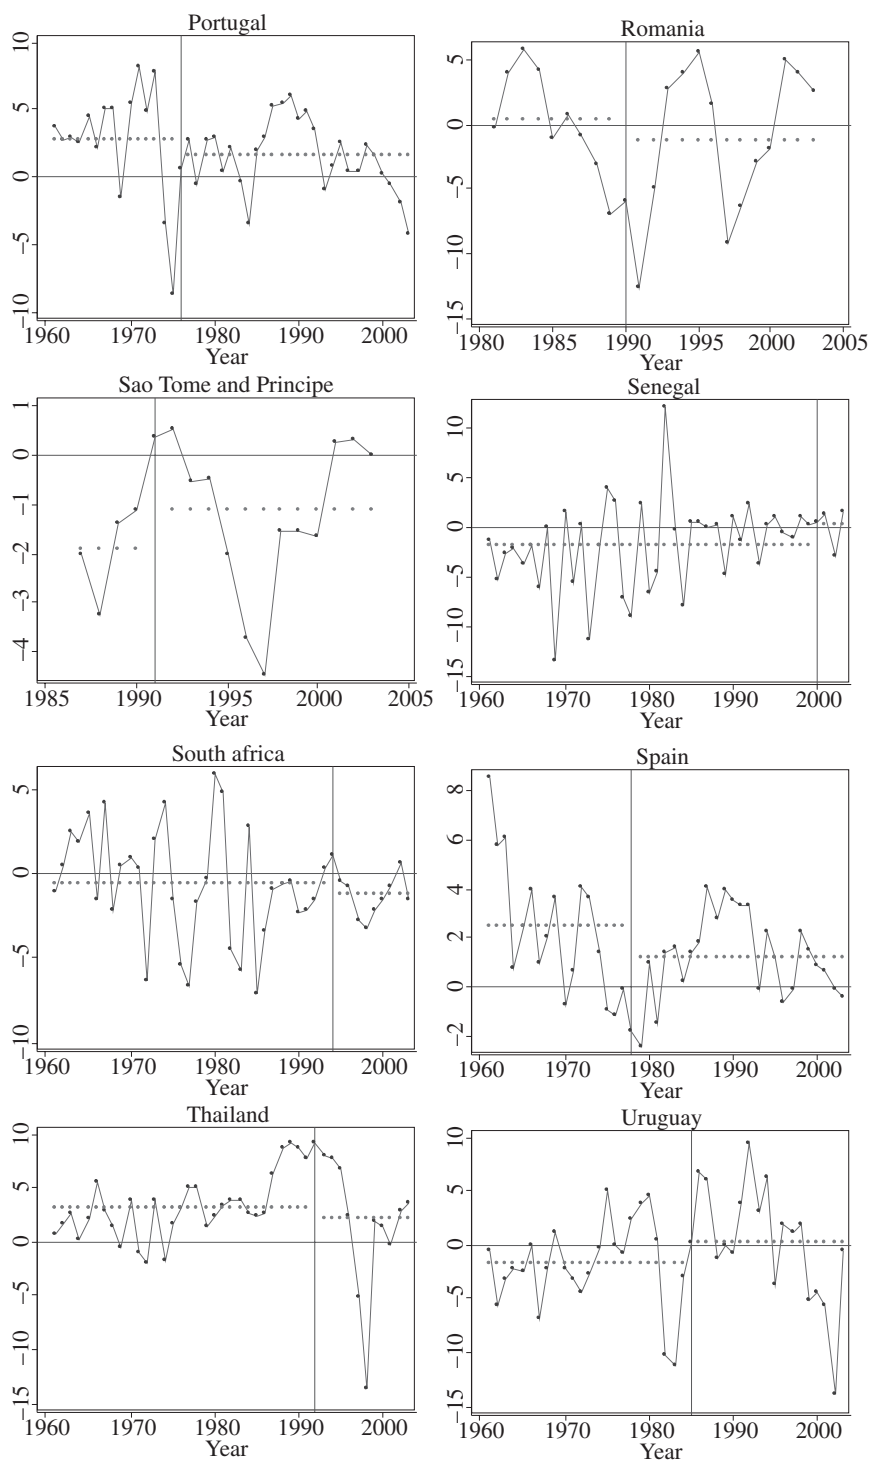 Portugal
10
5
0
−5
−10
1960 1970 1980 1990 2000
Year
Romania
5
0
−5
−10
−15
1980 1985 1990 1995 2000 2005
Year
Sao Tome and Principe
1
0
−1
−2
−3
−4
1985 1990 1995 2000 2005
Year
Senegal
10
5
0
−5
−10
−15
1960 1970 1980 1990 2000
Year
South africa
5
0
−5
−10
1960 1970 1980 1990 2000
Year
Spain
8
6
4
2
0
−2
1960 1970 1980 1990 2000
Year
Thailand
10
5
0
−5
−10
−15
1960 1970 1980 1990 2000
Year
Uruguay
10
5
0
−5
−10
−15
1960 1970 1980 1990 2000
Year